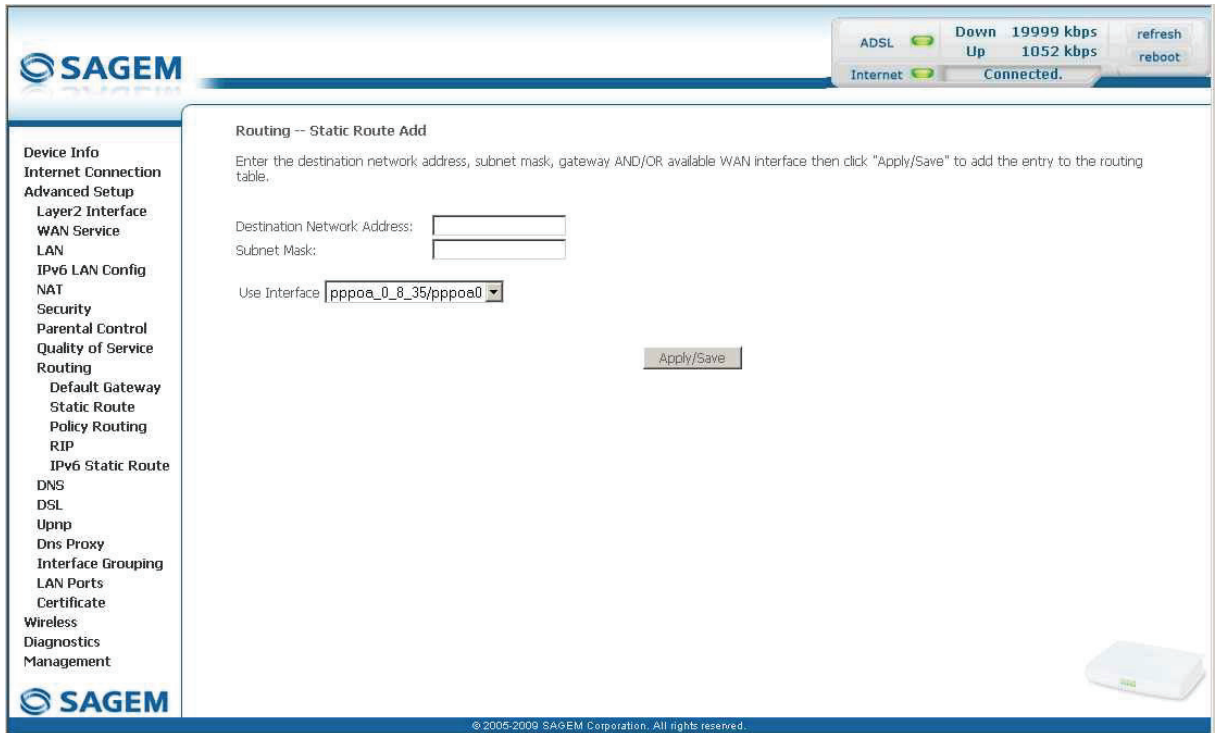 SAGEM
ADSL
Down 19999 kbps
Up 1052 kbps
Internet
Connected.
refresh
reboot
Device Info
Internet Connection
Advanced Setup
Layer2 Interface
WAN Service
LAN
IPv6 LAN Config
NAT
Security
Parental Control
Quality of Service
Routing
Default Gateway
Static Route
Policy Routing
RIP
IPv6 Static Route
DNS
DSL
Upnp
Dns Proxy
Interface Grouping
LAN Ports
Certificate
Wireless
Diagnostics
Management
SAGEM
Routing -- Static Route Add
Enter the destination network address, subnet mask, gateway AND/OR available WAN interface then click "Apply/Save" to add the entry to the routing
table.
Destination Network Address:
Subnet Mask:
Use Interface pppoa_0_8_35/pppoa0
Apply/Save
© 2005-2009 SAGEM Corporation. All rights reserved.